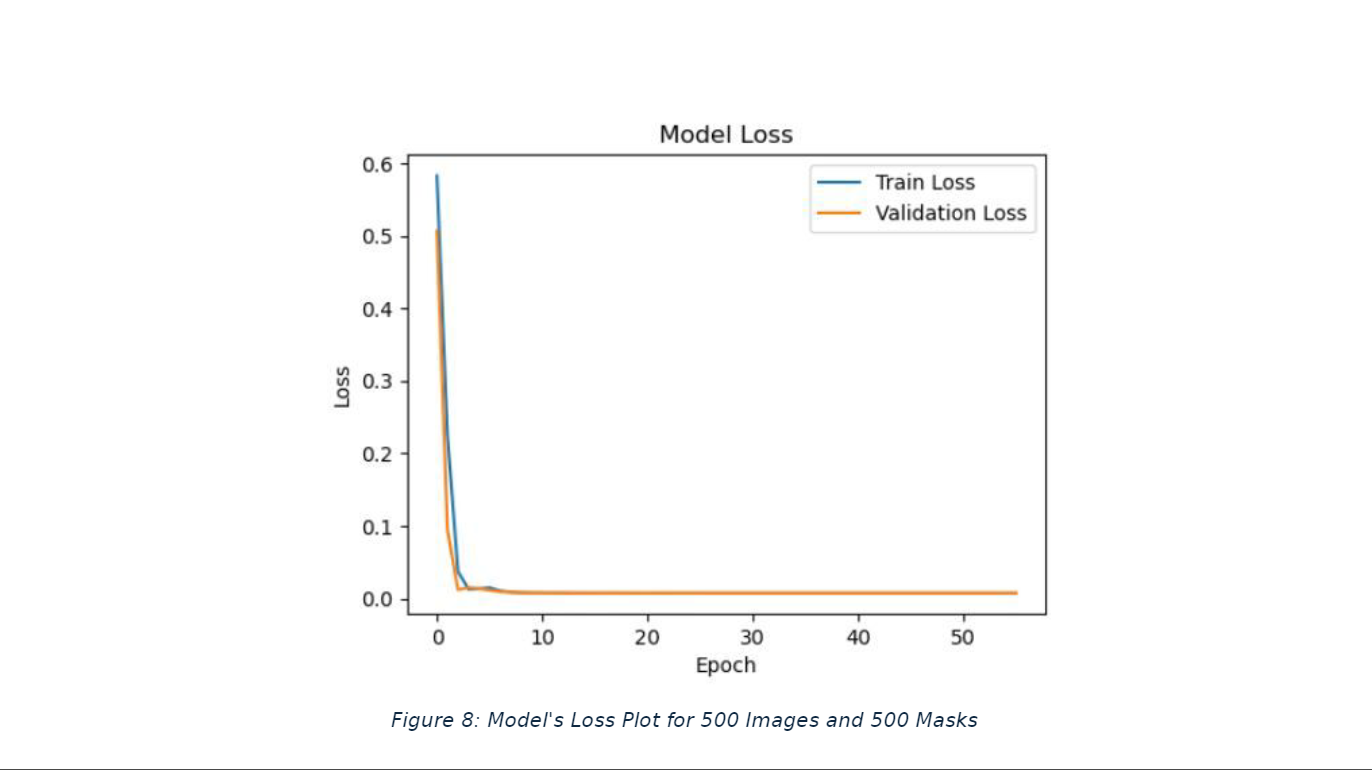 Model Loss
0.6
0.5
0.4
0.3
0.2
0.1
0.0
Loss
Train Loss
Validation Loss
0 10 20 30 40 50
Epoch
Figure 8: Model's Loss Plot for 500 Images and 500 Masks